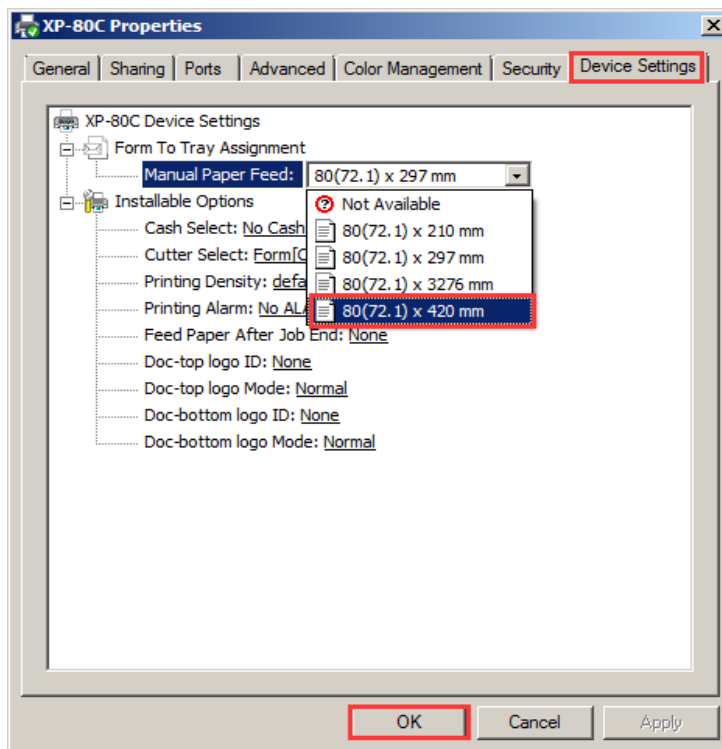 XP-80C Properties
General Sharing Ports Advanced Color Management Security Device Settings
XP-80C Device Settings
Form To Tray Assignment
Manual Paper Feed: 80(72.1) x 297 mm
Not Available
Installable Options
80(72.1) x 210 mm
Cash Select: No Cash
80(72.1) x 297 mm
Cutter Select: Form[C
80(72.1) x 3276 mm
Printing Density: defa
80(72.1) x 420 mm
Printing Alarm: No AL
Feed Paper After Job End: None
Doc-top logo ID: None
Doc-top logo Mode: Normal
Doc-bottom logo ID: None
Doc-bottom logo Mode: Normal
OK Cancel Apply